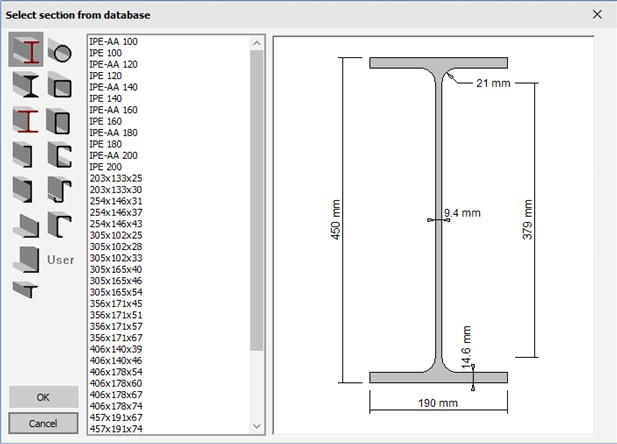 Select section from database
IPE-AA 100
IPE 100
IPE-AA 120
IPE 120
IPE-AA 140
IPE 140
IPE-AA 160
IPE 160
IPE-AA 180
IPE 180
IPE-AA 200
IPE 200
203x133x25
203x133x30
254x146x31
254x146x37
254x146x43
305x102x25
305x102x28
305x102x33
305x165x40
305x165x46
305x165x54
356x171x45
356x171x51
356x171x57
356x171x67
406x140x39
406x140x46
406x178x54
406x178x60
406x178x67
406x178x74
457x191x67
457x191x74
User
OK
Cancel
21 mm
9.4 mm
450 mm
379 mm
14.6 mm
190 mm